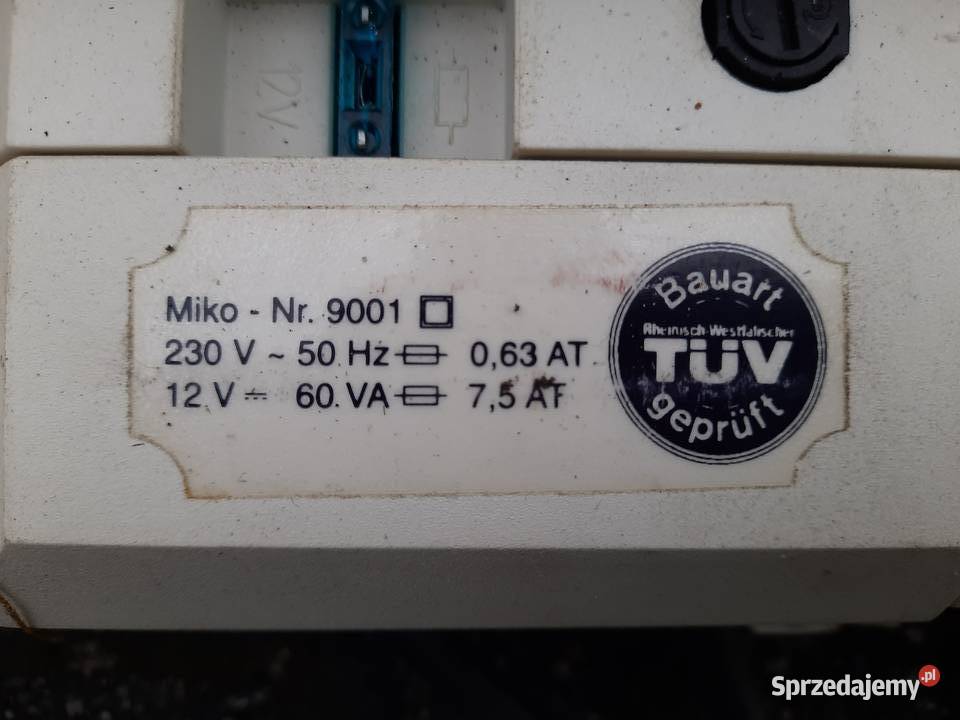 12V
Miko - Nr. 9001
230 V ~ 50 Hz 0,63 AT
12 V ⎓ 60 VA 7,5 AF
Bauart
Rheinisch-Westfälischer
TÜV
geprüft
Sprzedajemy.pl